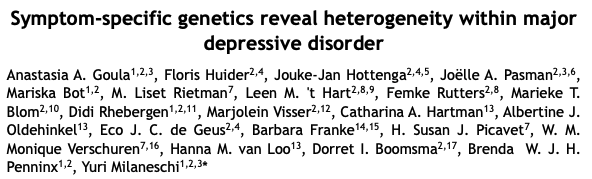 Symptom-specific genetics reveal heterogeneity within major
depressive disorder
Anastasia A. Goula1,2,3, Floris Huider2,4, Jouke-Jan Hottenga2,4,5, Joëlle A. Pasman2,3,6,
Mariska Bot1,2, M. Liset Rietman7, Leen M. 't Hart2,8,9, Femke Rutters2,8, Marieke T.
Blom2,10, Didi Rhebergen1,2,11, Marjolein Visser2,12, Catharina A. Hartman13, Albertine J.
Oldehinkel13, Eco J. C. de Geus2,4, Barbara Franke14,15, H. Susan J. Picavet7, W. M.
Monique Verschuren7,16, Hanna M. van Loo13, Dorret I. Boomsma2,17, Brenda W. J. H.
Penninx1,2, Yuri Milaneschi1,2,3*